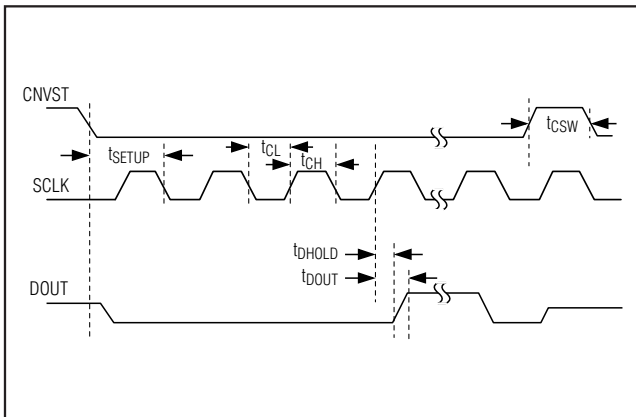 CNVST
tCSW
tSETUP
tCL
tCH
SCLK
tDHOLD
tDOUT
DOUT